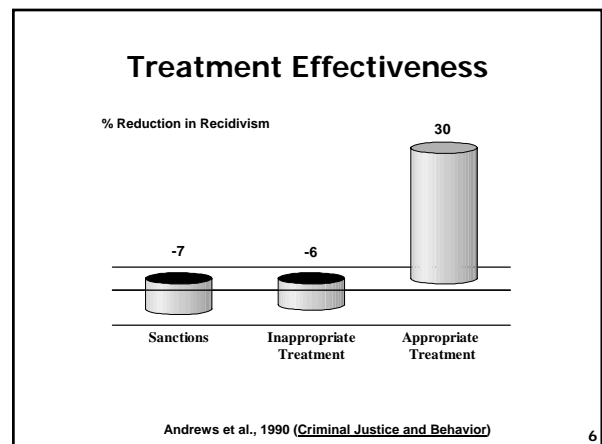 Treatment Effectiveness
% Reduction in Recidivism
30
-7
-6
Sanctions
Inappropriate
Treatment
Appropriate
Treatment
Andrews et al., 1990 (Criminal Justice and Behavior)
6